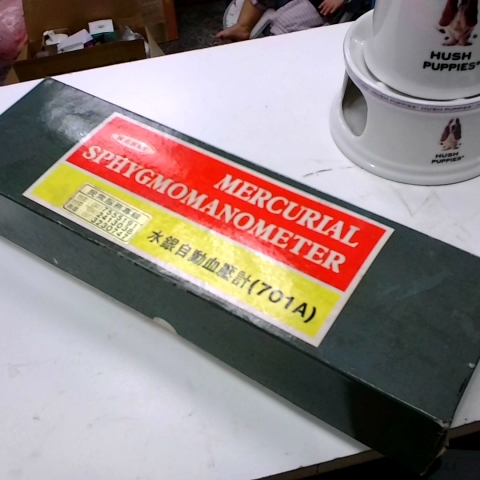 MERCURIAL
SPHYGMOMANOMETER
水銀自動血壓計(701A)
HUSH
PUPPIES
HUSH
PUPPIES